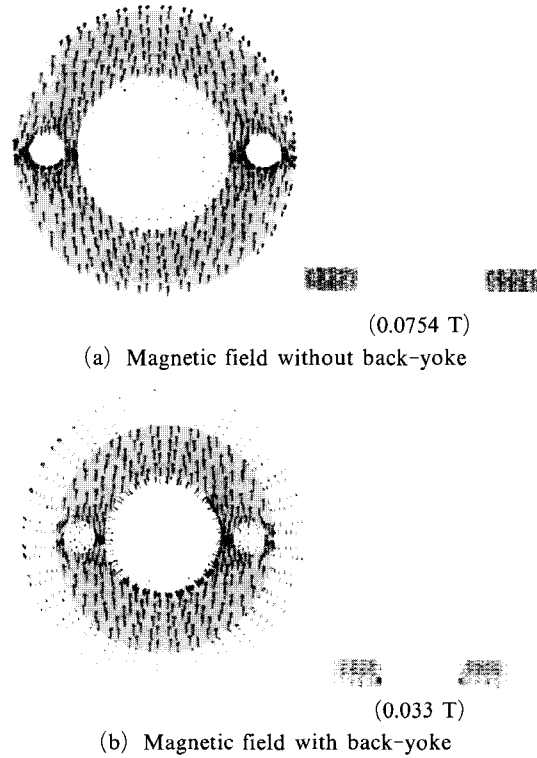 (0.0754 T)
(a) Magnetic field without back-yoke
(0.033 T)
(b) Magnetic field with back-yoke